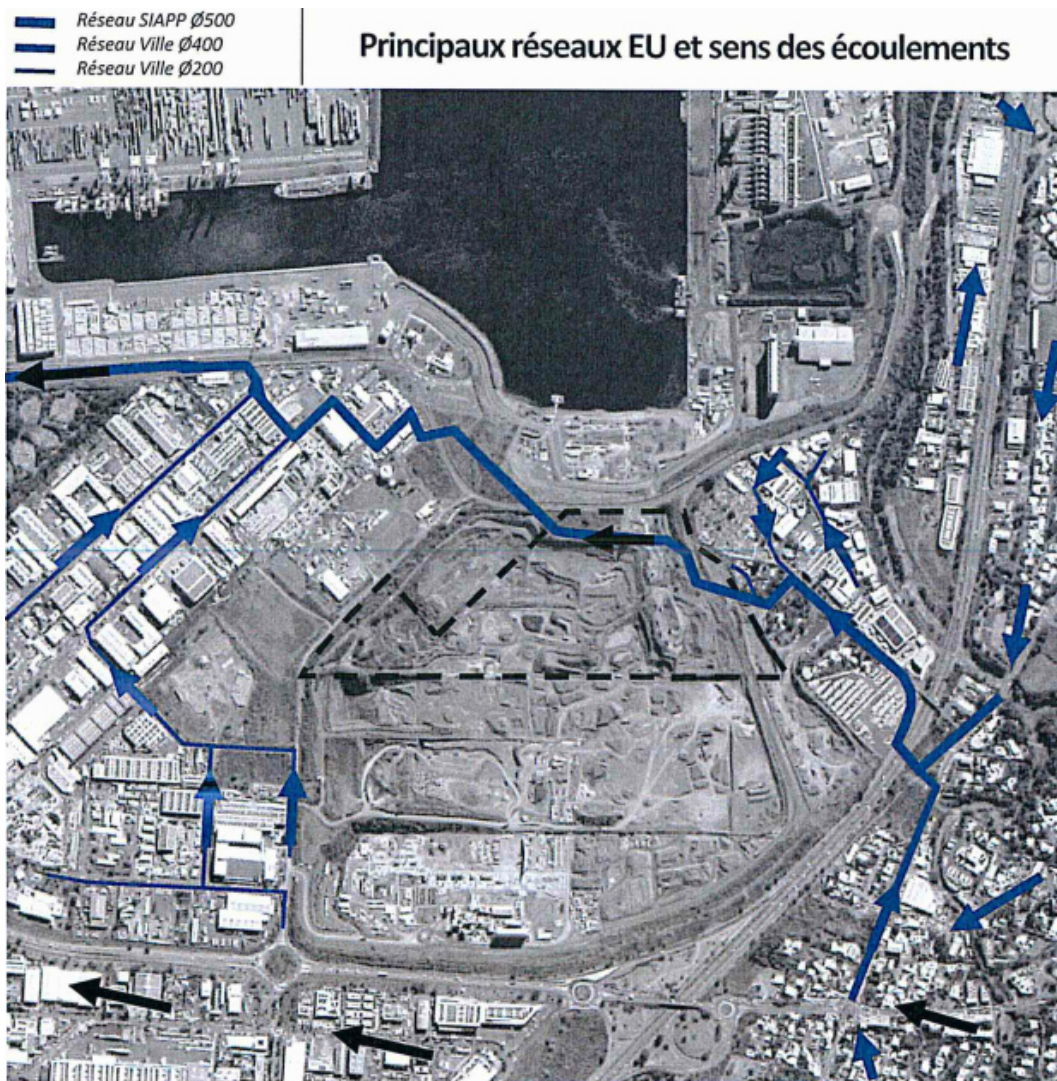 Réseau SIAPP Ø500
Réseau Ville Ø400
Réseau Ville Ø200
Principaux réseaux EU et sens des écoulements